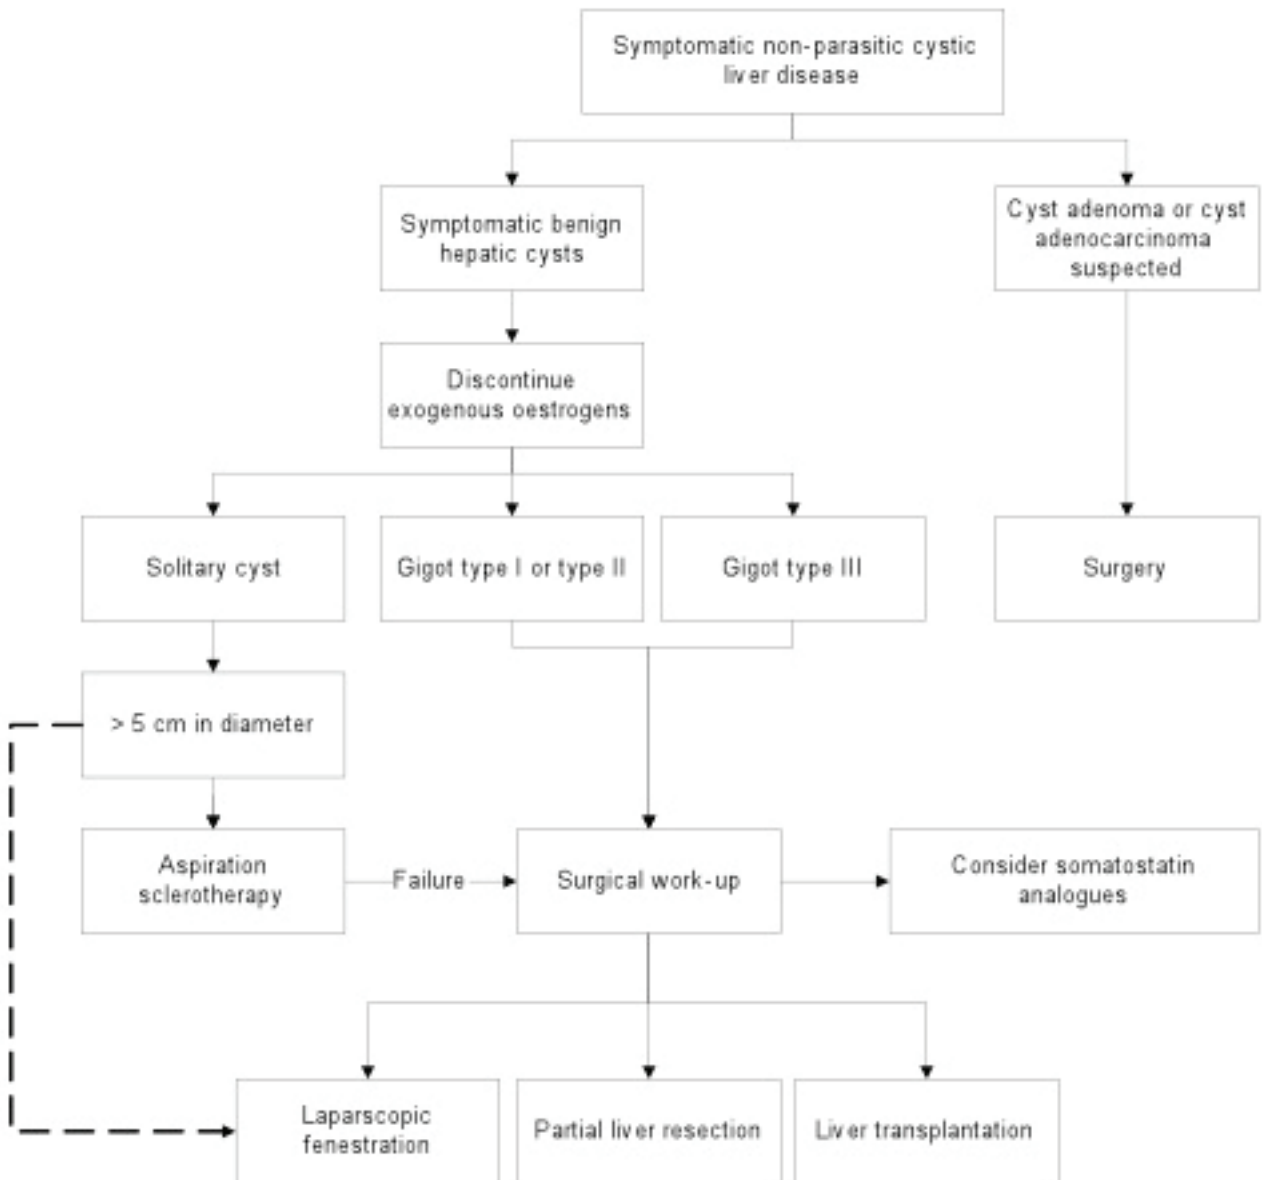 Symptomatic non-parasitic cystic
liver disease
Symptomatic benign
hepatic cysts
Cyst adenoma or cyst
adenocarcinoma
suspected
Discontinue
exogenous oestrogens
Solitary cyst
Gigot type I or type II
Gigot type III
Surgery
> 5 cm in diameter
Aspiration
sclerotherapy
Failure
Surgical work-up
Consider somatostatin
analogues
Laparscopic
fenestration
Partial liver resection
Liver transplantation